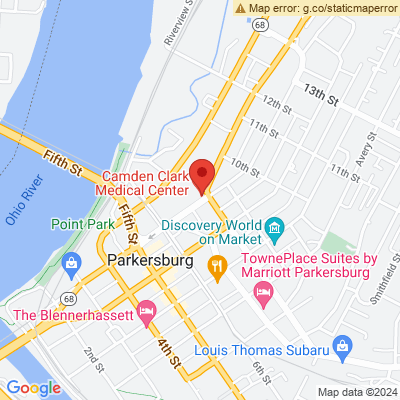 Map error: g.co/staticmaperror
Riverview St
68
13th St
12th St
11th St
10th St
11th St
Avery St
Fifth St
Ohio River
Camden Clark
Medical Center
Point Park
Fifth St
Discovery World
on Market
Parkersburg
TownePlace Suites by
Marriott Parkersburg
Smithfield St
68
The Blennerhassett
2nd St
4th St
Louis Thomas Subaru
6th St
Google
Map data ©2024